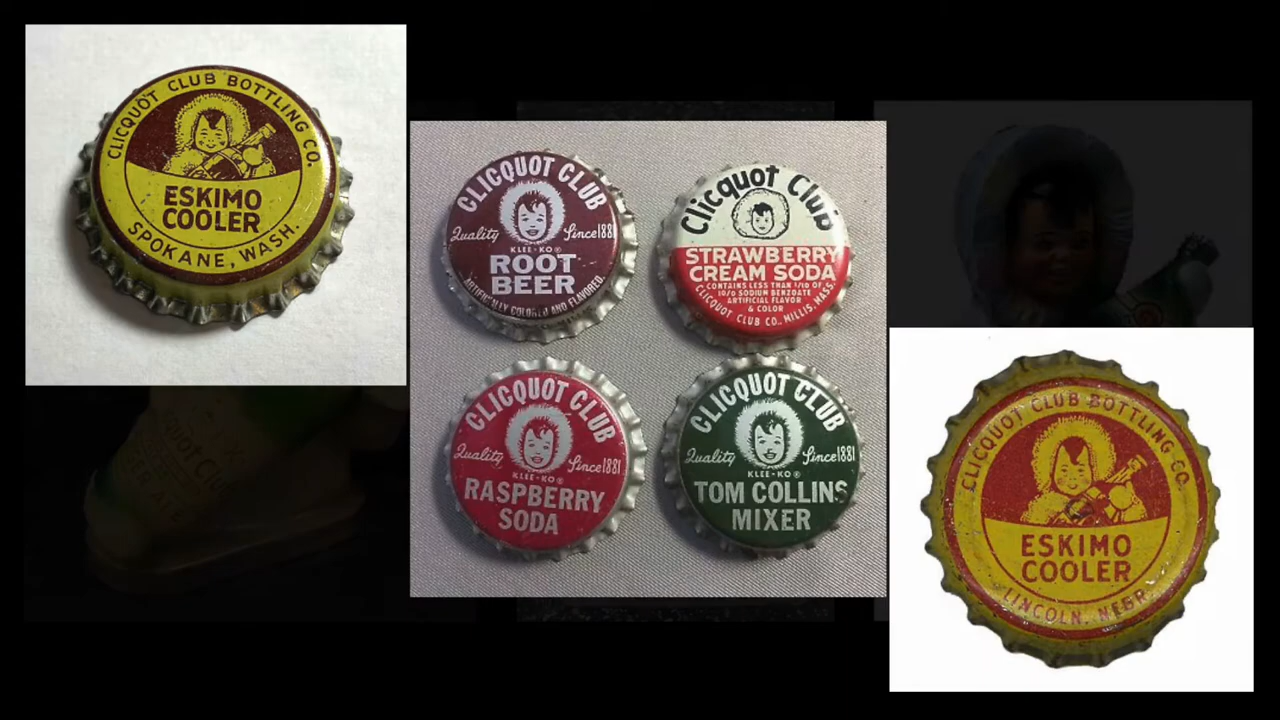 CLICQUOT CLUB BOTTLING CO.
ESKIMO
COOLER
SPOKANE, WASH.
CLICQUOT CLUB
Quality Since 1881
KLEE-KO®
ROOT
BEER
ARTIFICIALLY COLORED AND FLAVORED
Clicquot Club
STRAWBERRY
CREAM SODA
CONTAINS LESS THAN 1/10 OF
10/0 SODIUM BENZOATE
ARTIFICIAL FLAVOR
& COLOR
CLICQUOT CLUB CO., MILLIS, MASS.
CLICQUOT CLUB
Quality Since 1881
KLEE-KO®
RASPBERRY
SODA
CLICQUOT CLUB
Quality Since 1881
KLEE-KO®
TOM COLLINS
MIXER
CLICQUOT CLUB BOTTLING CO.
ESKIMO
COOLER
LINCOLN, NEBR.